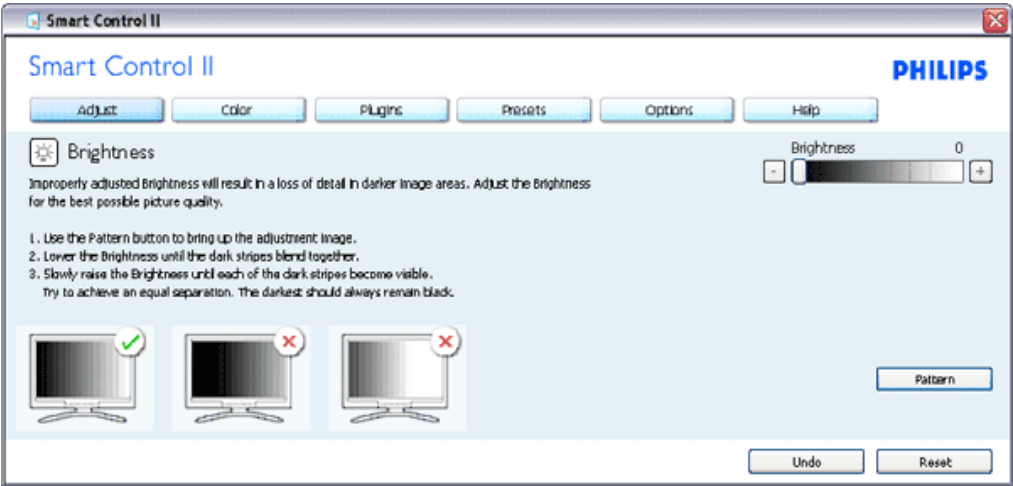 Smart Control II
Smart Control II
PHILIPS
Adjust Color Plugins Presets Options Help
Brightness
Brightness 0
- +
Improperly adjusted Brightness will result in a loss of detail in darker image areas. Adjust the Brightness
for the best possible picture quality.
1. Use the Pattern button to bring up the adjustment image.
2. Lower the Brightness until the dark stripes blend together.
3. Slowly raise the Brightness until each of the dark stripes become visible.
Try to achieve an equal separation. The darkest should always remain black.
Pattern
Undo Reset